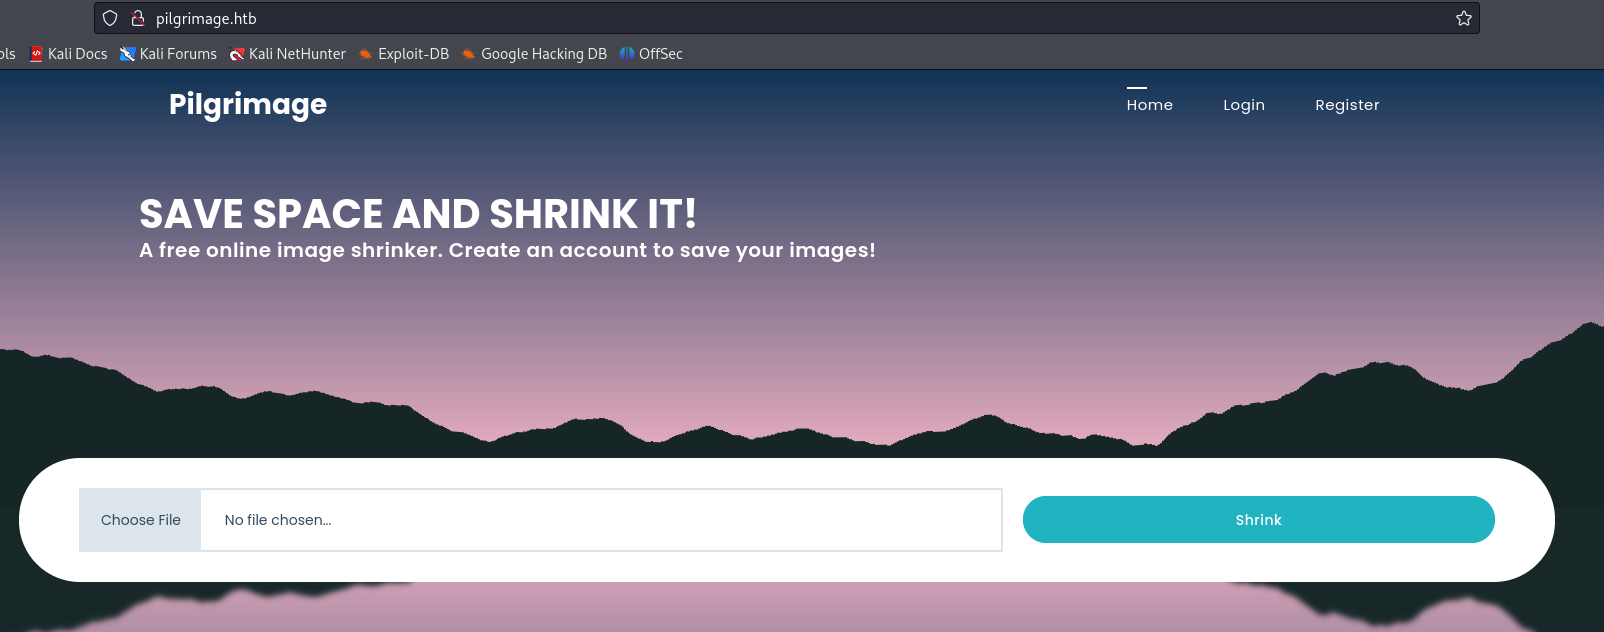 pilgrimage.htb
ols Kali Docs Kali Forums Kali NetHunter Exploit-DB Google Hacking DB OffSec
Pilgrimage Home Login Register
SAVE SPACE AND SHRINK IT!
A free online image shrinker. Create an account to save your images!
Choose File No file chosen... Shrink